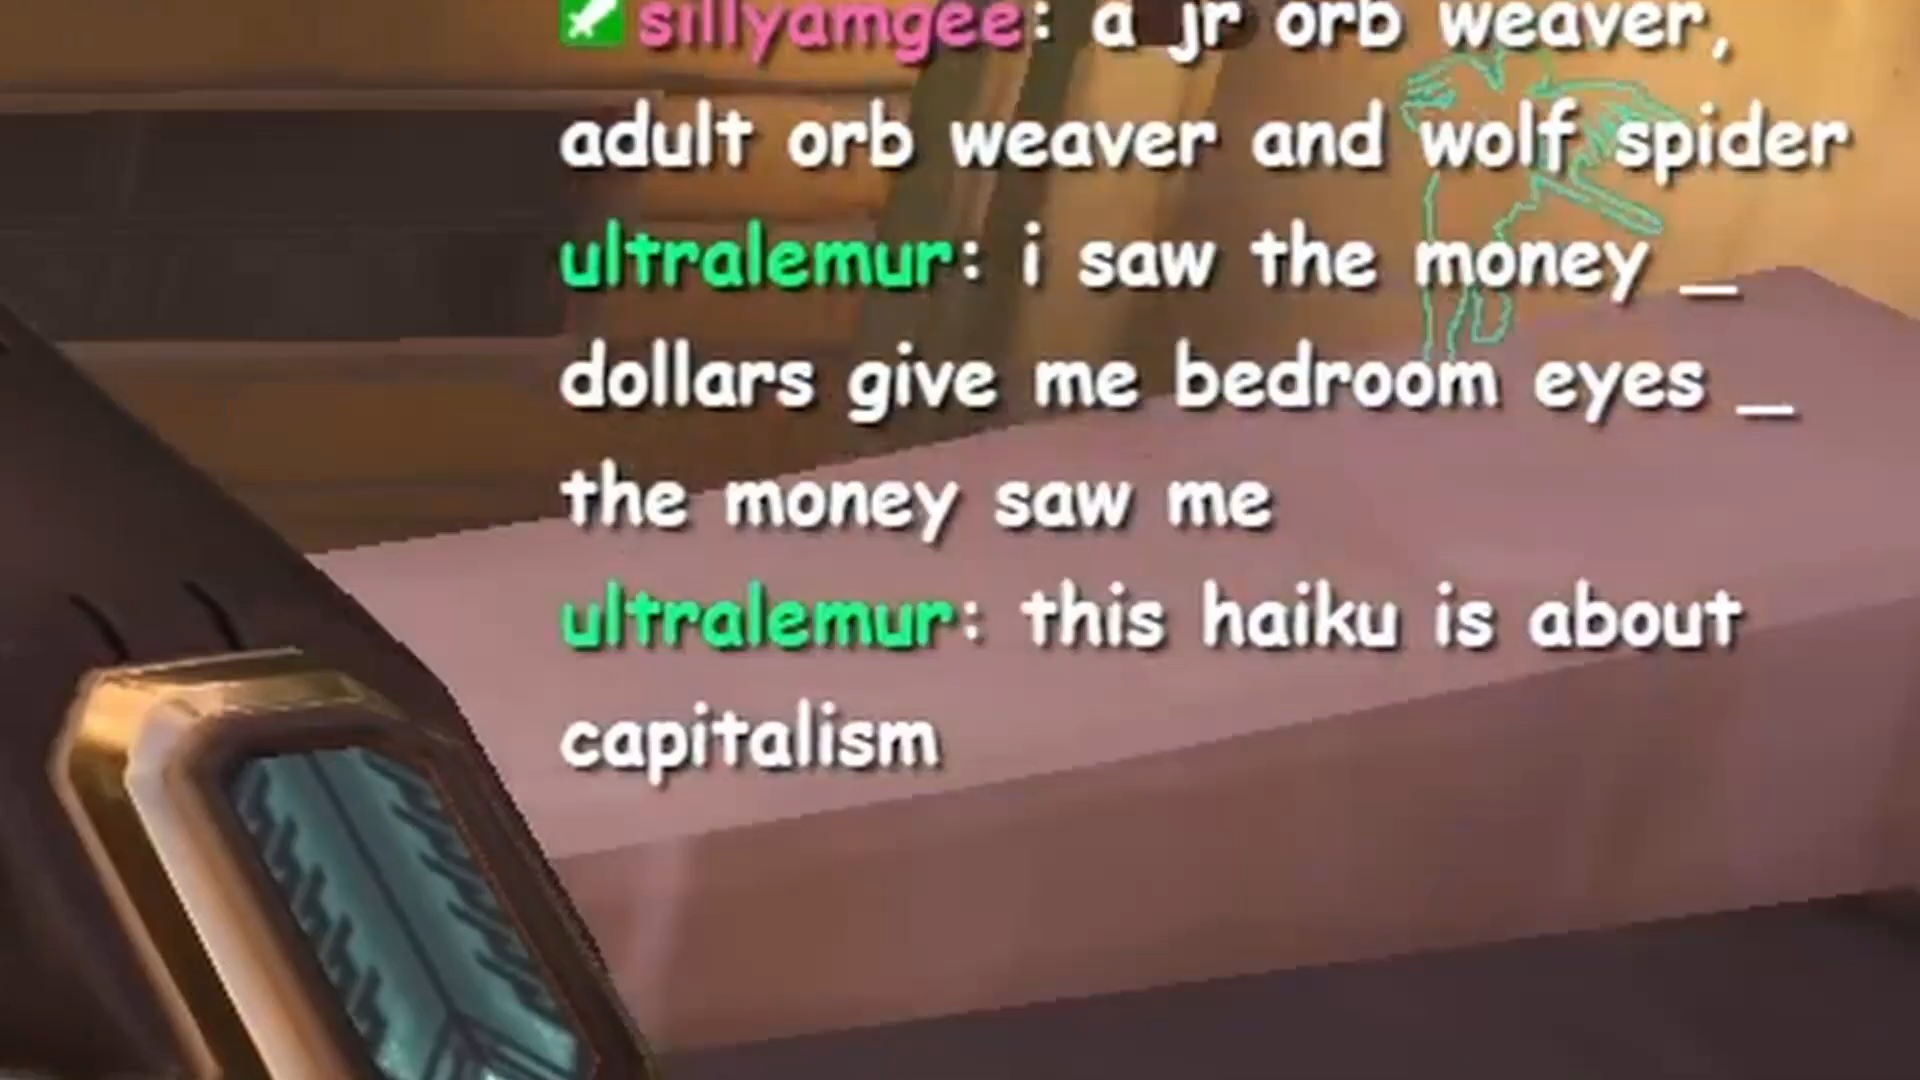 sillyamgee: a jr orb weaver,
adult orb weaver and wolf spider
ultralemur: i saw the money _
dollars give me bedroom eyes _
the money saw me
ultralemur: this haiku is about
capitalism